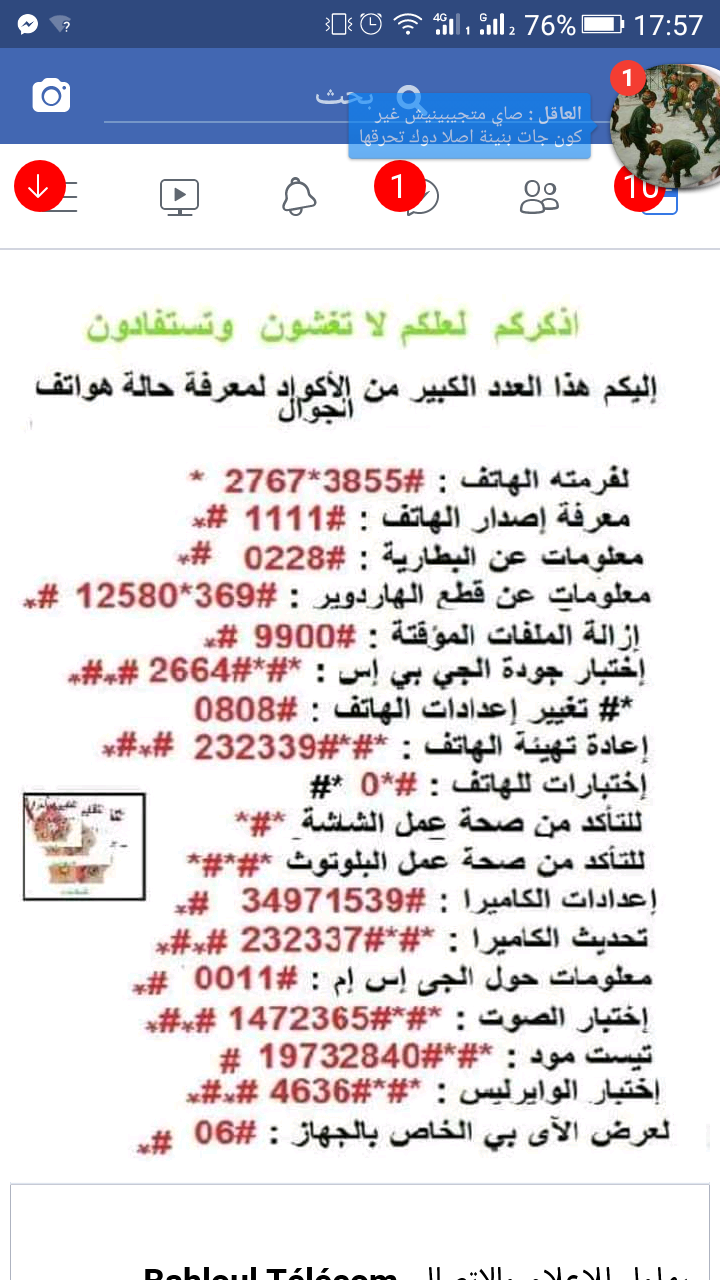 4G 1 G 2 76% 17:57
بحث
1
العاقل : صاي متجيبينيش غير
كون جات بنينة اصلا دوك تحرقها
1
10
اذكركم لعلكم لا تغشون وتستفادون
إليكم هذا العدد الكبير من الأكواد لمعرفة حالة هواتف
الجوال
لفرمته الهاتف : #3855*2767 *
معرفة إصدار الهاتف : #1111 #*
معلومات عن البطارية : #0228 #*
معلومات عن قطع الهاردوير : #369*12580 #*
إزالة الملفات المؤقتة : #9900 #*
إختبار جودة الجي بي إس : *#*#2664 #*#*
*# تغيير إعدادات الهاتف : #0808
إعادة تهيئة الهاتف : *#*#232339 #*#*
إختبارات للهاتف : #*0 *#
للتأكد من صحة عمل الشاشة *#*
للتأكد من صحة عمل البلوتوث *#*#*
إعدادات الكاميرا : #34971539 #*
تحديث الكاميرا : *#*#232337 #*#*
معلومات حول الجى إس إم : #0011 #*
إختبار الصوت : *#*#1472365 #*#*
تيست مود : *#*#19732840 #
إختبار الوايرليس : *#*#4636 #*#*
لعرض الآى بي الخاص بالجهاز : #06 #*
Bahloul Télécom